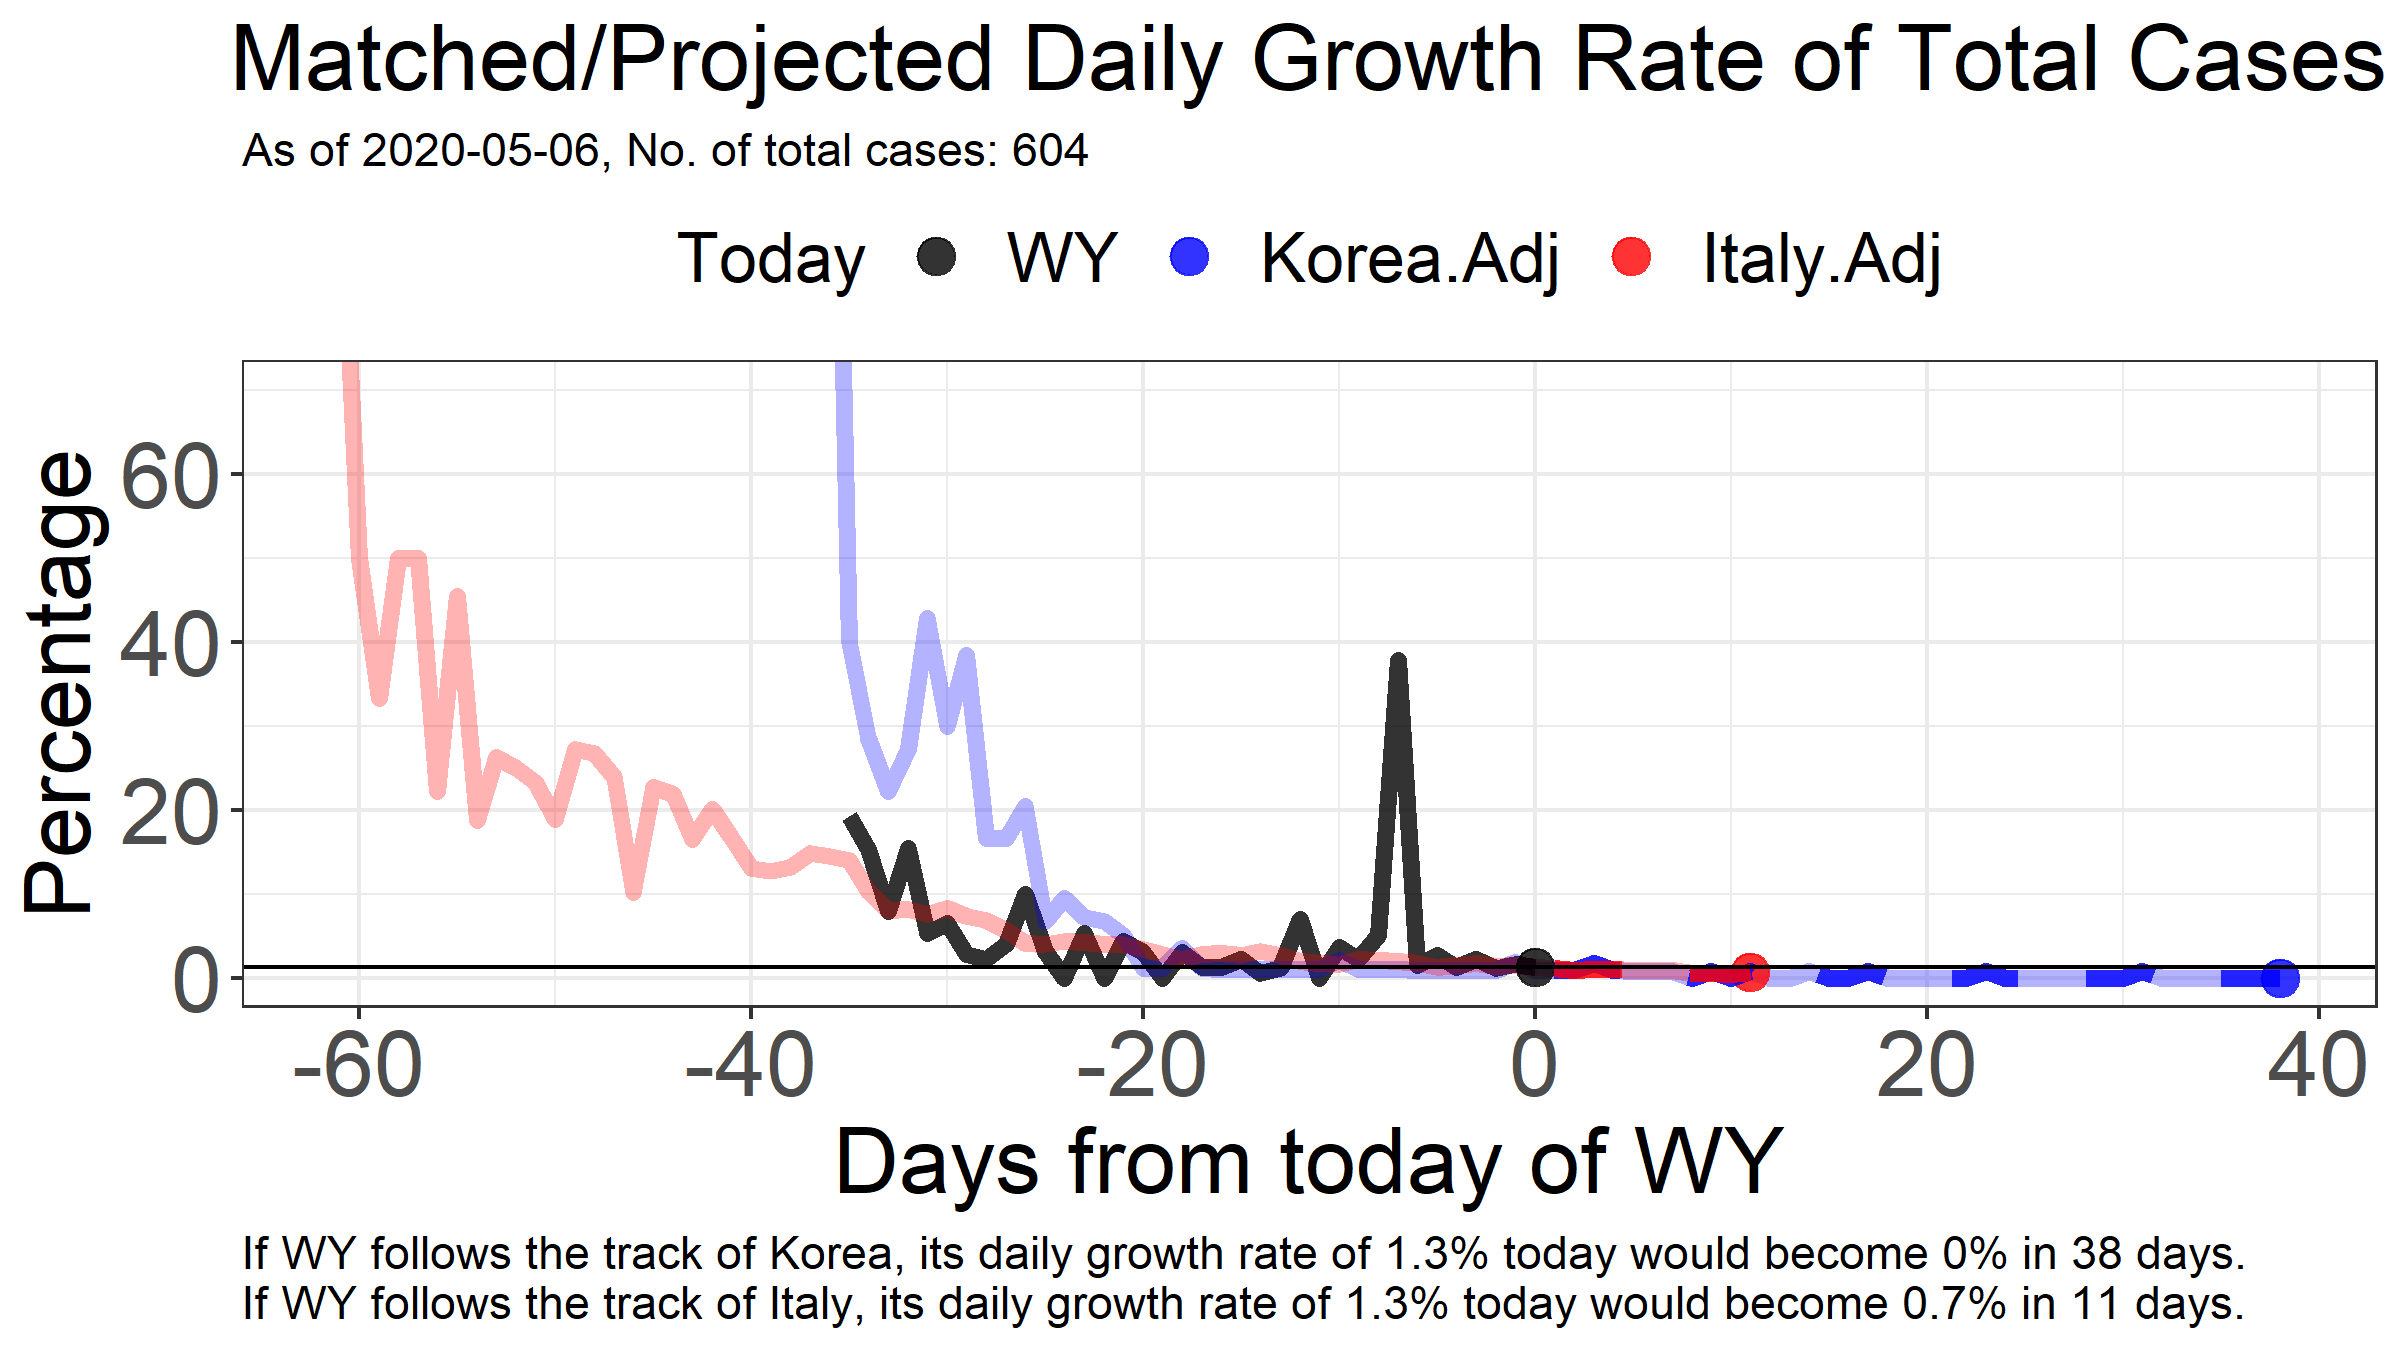 Matched/Projected Daily Growth Rate of Total Cases
As of 2020-05-06, No. of total cases: 604
Today WY Korea.Adj Italy.Adj
Percentage
60
40
20
0
-60 -40 -20 0 20 40
Days from today of WY
If WY follows the track of Korea, its daily growth rate of 1.3% today would become 0% in 38 days.
If WY follows the track of Italy, its daily growth rate of 1.3% today would become 0.7% in 11 days.